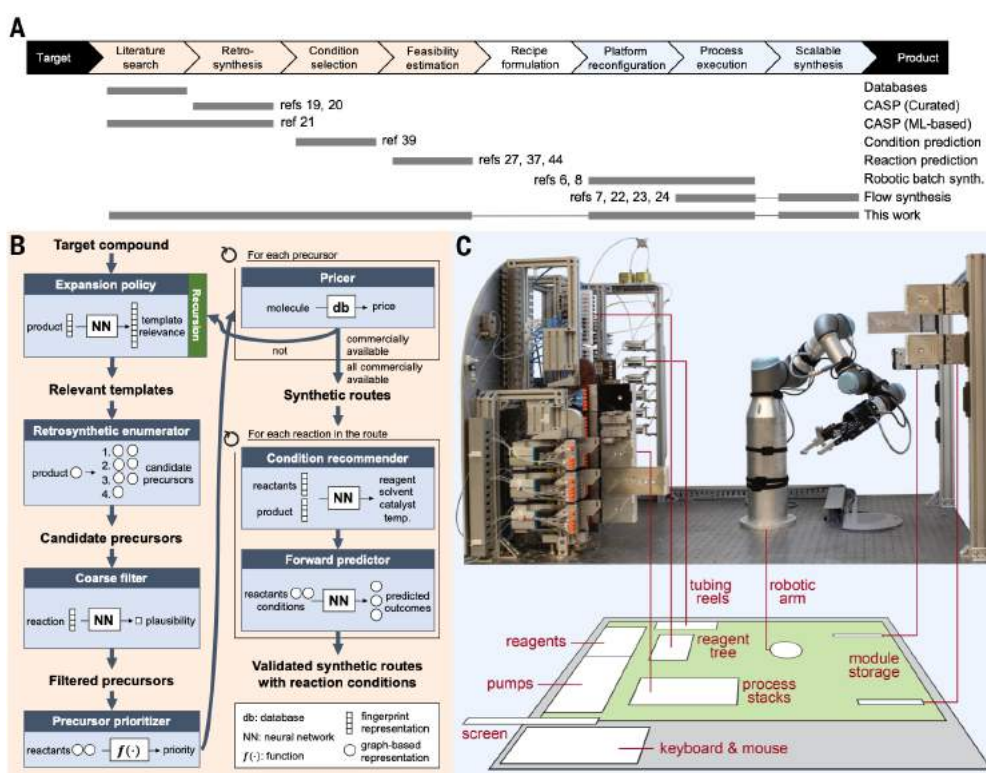 A
Target
Literature
search
Retro-
synthesis
Condition
selection
Feasibility
estimation
Recipe
formulation
Platform
reconfiguration
Process
execution
Scalable
synthesis
Product
Databases
refs 19, 20
CASP (Curated)
ref 21
CASP (ML-based)
ref 39
Condition prediction
refs 27, 37, 44
Reaction prediction
refs 6, 8
Robotic batch synth.
refs 7, 22, 23, 24
Flow synthesis
This work
B
Target compound
Expansion policy
product
NN
template
relevance
Recursion
Relevant templates
Retrosynthetic enumerator
product
1.
2.
3.
4.
candidate
precursors
Candidate precursors
Coarse filter
reaction
NN
plausibility
Filtered precursors
Precursor prioritizer
reactants
f(·)
priority
For each precursor
Pricer
molecule
db
price
not
commercially
available
all commercially
available
Synthetic routes
For each reaction in the route
Condition recommender
reactants
product
NN
reagent
solvent
catalyst
temp.
Forward predictor
reactants
conditions
NN
predicted
outcomes
Validated synthetic routes
with reaction conditions
db: database
NN: neural network
f(·): function
fingerprint
representation
graph-based
representation
C
tubing
reels
robotic
arm
reagents
reagent
tree
module
storage
pumps
process
stacks
screen
keyboard & mouse